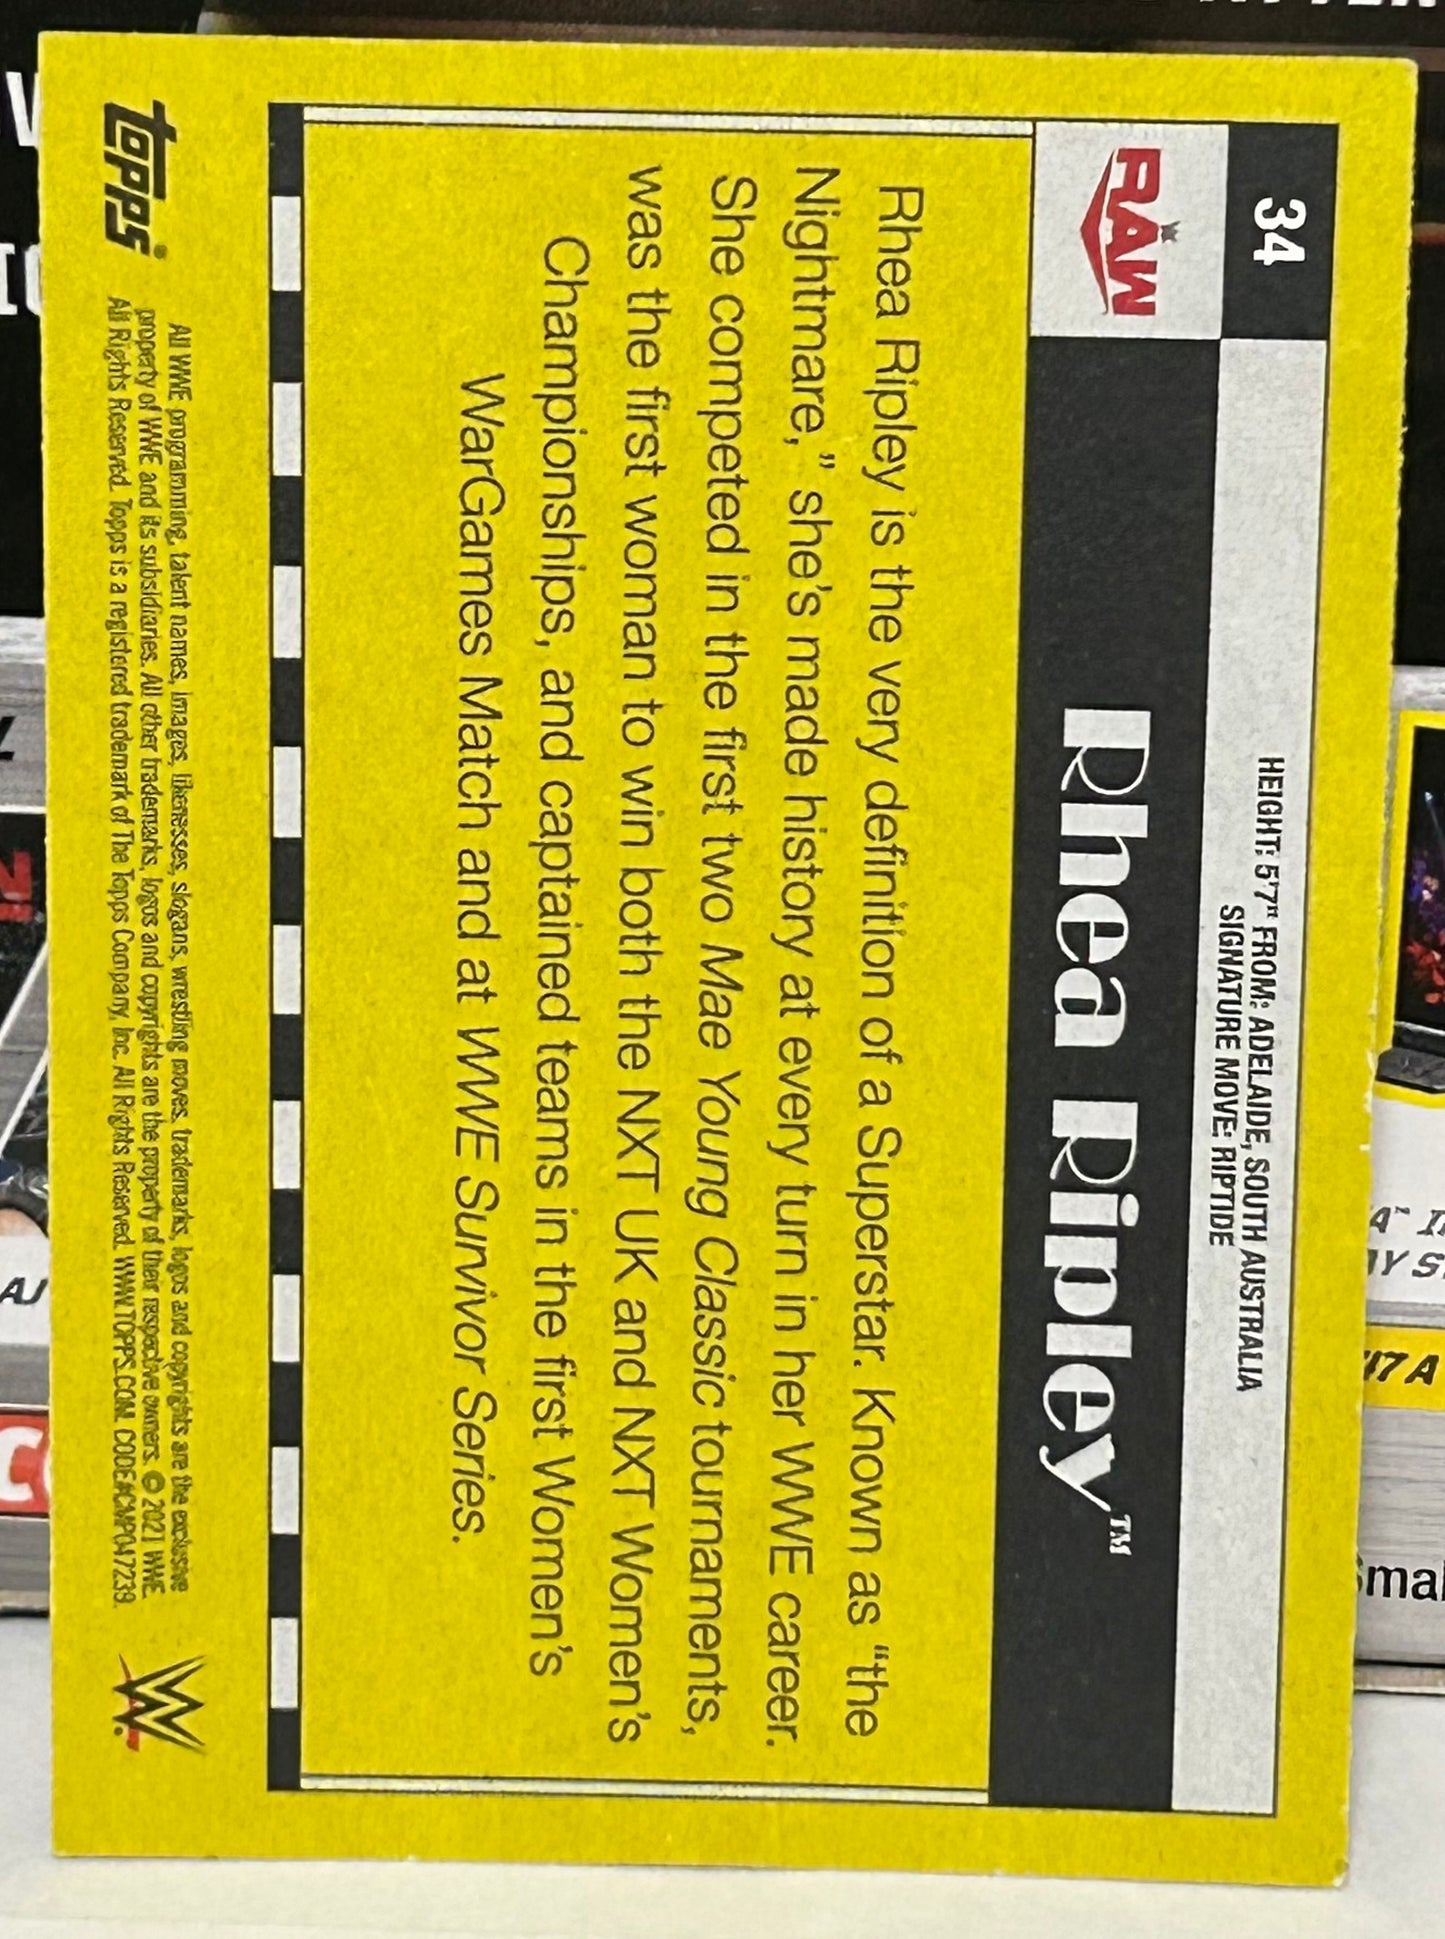 34
HEIGHT: 5'7" FROM: ADELAIDE, SOUTH AUSTRALIA
SIGNATURE MOVE: RIPTIDE
RAW
Rhea Ripley™
Rhea Ripley is the very definition of a Superstar. Known as "the
Nightmare," she's made history at every turn in her WWE career.
She competed in the first two Mae Young Classic tournaments,
was the first woman to win both the NXT UK and NXT Women's
Championships, and captained teams in the first Women's
WarGames Match and at WWE Survivor Series.
topps®
All WWE programming, talent names, images, likenesses, slogans, wrestling moves, trademarks, logos and copyrights are the exclusive
property of WWE and its subsidiaries. All other trademarks, logos and copyrights are the property of their respective owners. © 2021 WWE.
All Rights Reserved. Topps is a registered trademark of The Topps Company, Inc. All Rights Reserved. WWW.TOPPS.COM. CODE#CMP047239.
W
AJ
17 A